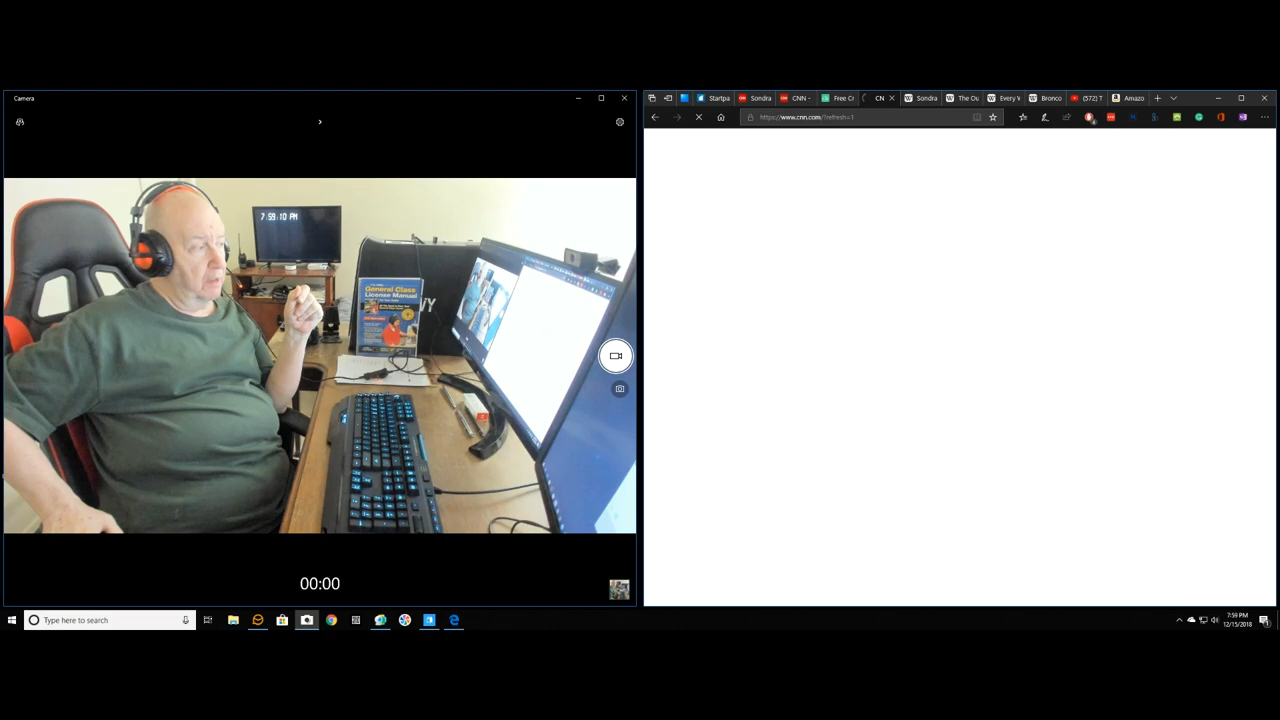 Camera
Startpa
Sondra
CNN -
Free Cr
CN
Sondra
The Ou
Every W
Bronco
(572) T
Amazo
https://www.cnn.com/?refresh=1
7:59:10 PM
General Class
License Manual
VY
00:00
Type here to search
7:59 PM
12/15/2018